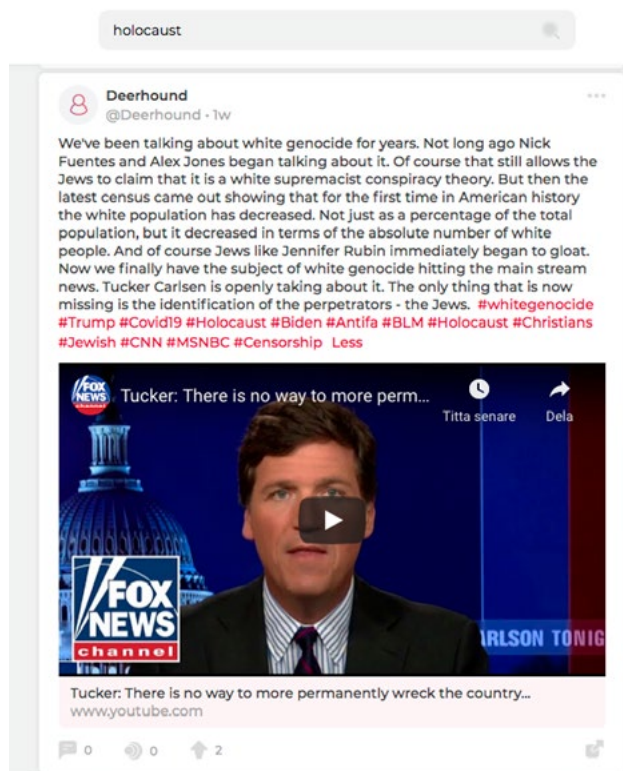 holocaust
Deerhound
@Deerhound • 1w
We've been talking about white genocide for years. Not long ago Nick
Fuentes and Alex Jones began talking about it. Of course that still allows the
Jews to claim that it is a white supremacist conspiracy theory. But then the
latest census came out showing that for the first time in American history
the white population has decreased. Not just as a percentage of the total
population, but it decreased in terms of the absolute number of white
people. And of course Jews like Jennifer Rubin immediately began to gloat.
Now we finally have the subject of white genocide hitting the main stream
news. Tucker Carlsen is openly taking about it. The only thing that is now
missing is the identification of the perpetrators - the Jews. #whitegenocide
#Trump #Covid19 #Holocaust #Biden #Antifa #BLM #Holocaust #Christians
#Jewish #CNN #MSNBC #Censorship Less
FOX
NEWS
channel
Tucker: There is no way to more perm...
Titta senare
Dela
FOX
NEWS
channel
ARLSON TONIG
Tucker: There is no way to more permanently wreck the country...
www.youtube.com
0
0
2